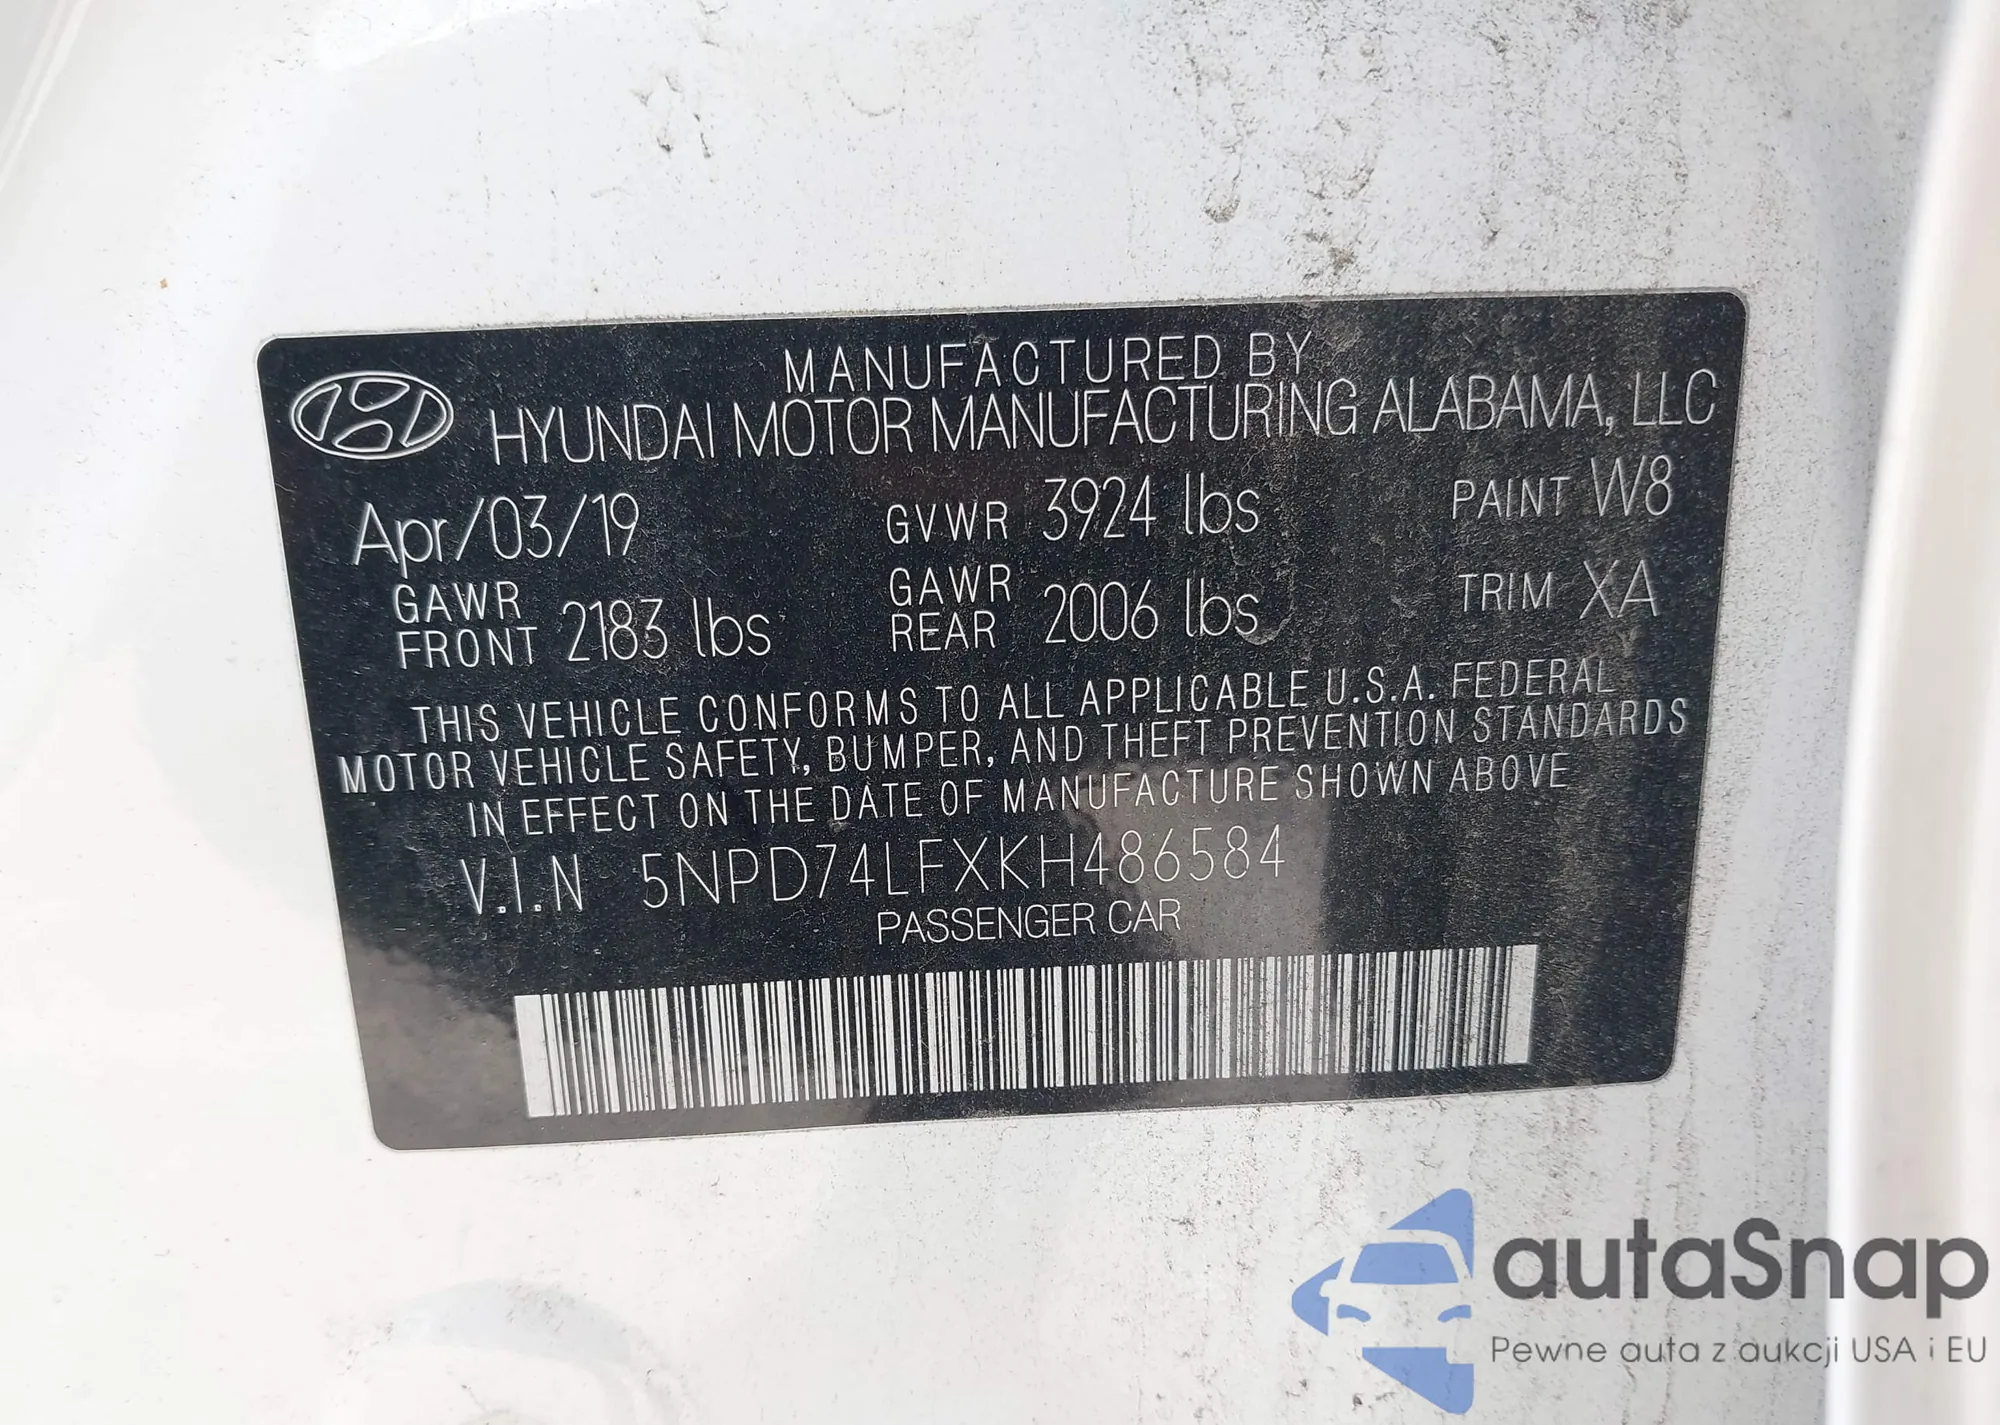 MANUFACTURED BY
HYUNDAI MOTOR MANUFACTURING ALABAMA, LLC
Apr/03/19 GVWR 3924 lbs PAINT W8
GAWR FRONT 2183 lbs GAWR REAR 2006 lbs TRIM XA
THIS VEHICLE CONFORMS TO ALL APPLICABLE U.S.A. FEDERAL
MOTOR VEHICLE SAFETY, BUMPER, AND THEFT PREVENTION STANDARDS
IN EFFECT ON THE DATE OF MANUFACTURE SHOWN ABOVE
V.I.N 5NPD74LFXKH486584
PASSENGER CAR
autaSnap
Pewne auta z aukcji USA i EU